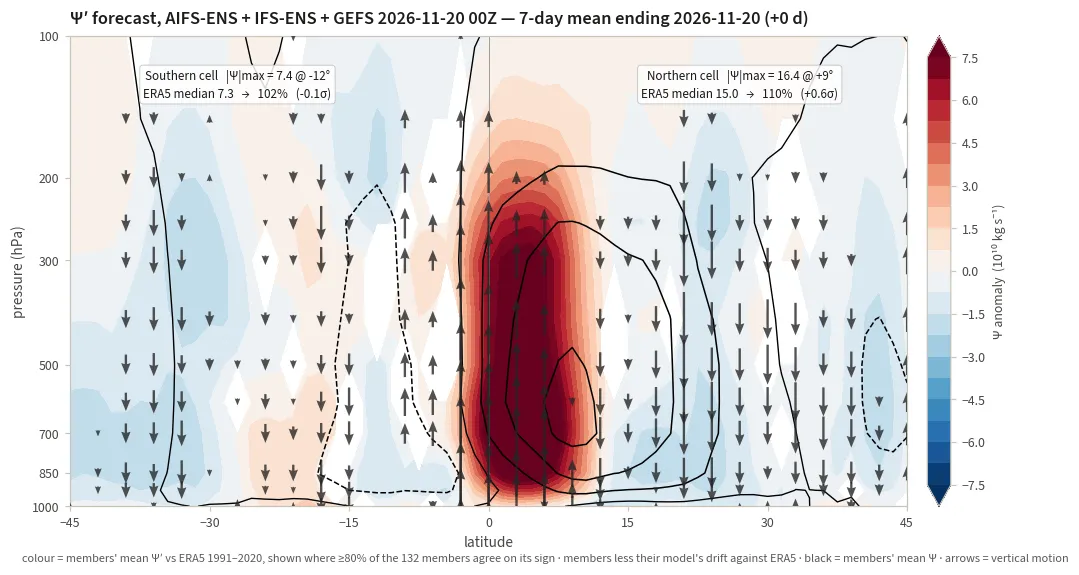 Ψ′ forecast, AIFS-ENS + IFS-ENS + GEFS 2026-11-20 00Z — 7-day mean ending 2026-11-20 (+0 d)
Southern cell |Ψ|max = 7.4 @ -12°
ERA5 median 7.3 → 102% (-0.1σ)
Northern cell |Ψ|max = 16.4 @ +9°
ERA5 median 15.0 → 110% (+0.6σ)
pressure (hPa)
100
200
300
400
500
700
850
1000
−45
−30
−15
0
15
30
45
latitude
7.5
6.0
4.5
3.0
1.5
0.0
−1.5
−3.0
−4.5
−6.0
−7.5
Ψ anomaly (10¹⁰ kg s⁻¹)
colour = members' mean Ψ′ vs ERA5 1991–2020, shown where ≥80% of the 132 members agree on its sign · members less their model's drift against ERA5 · black = members' mean Ψ · arrows = vertical motion